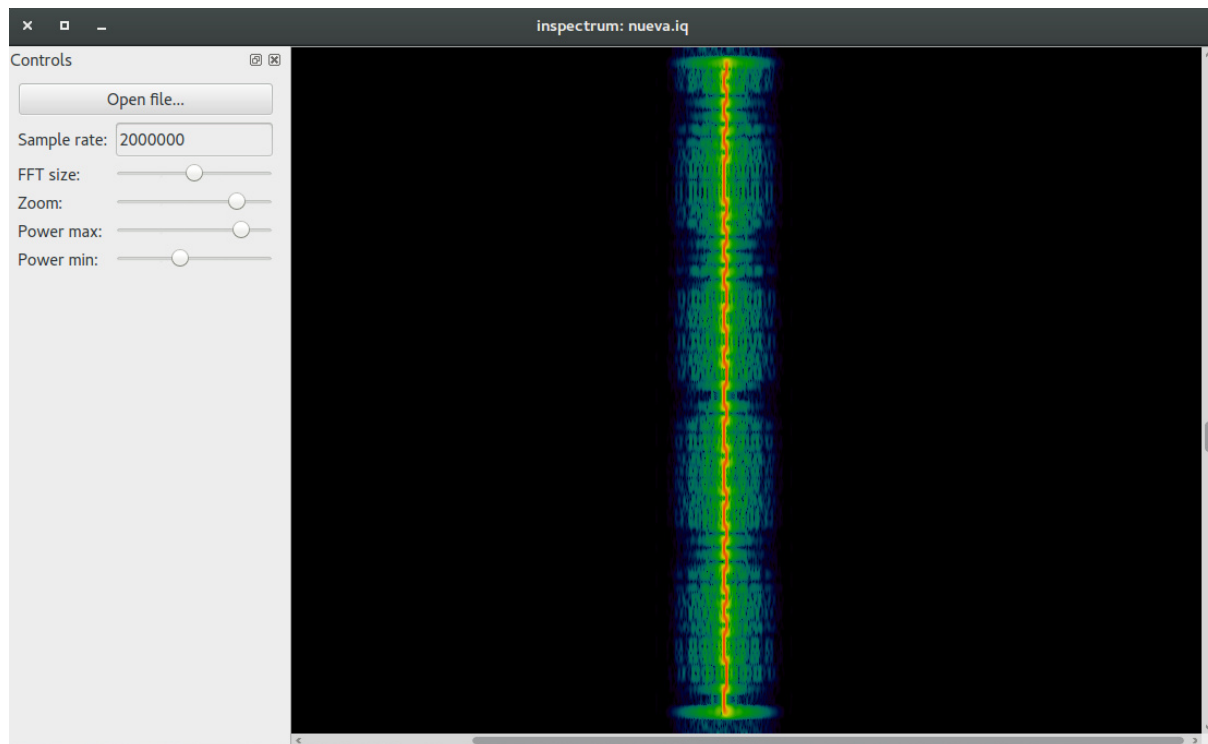 inspectrum: nueva.iq
Controls
Open file...
Sample rate: 2000000
FFT size:
Zoom:
Power max:
Power min: